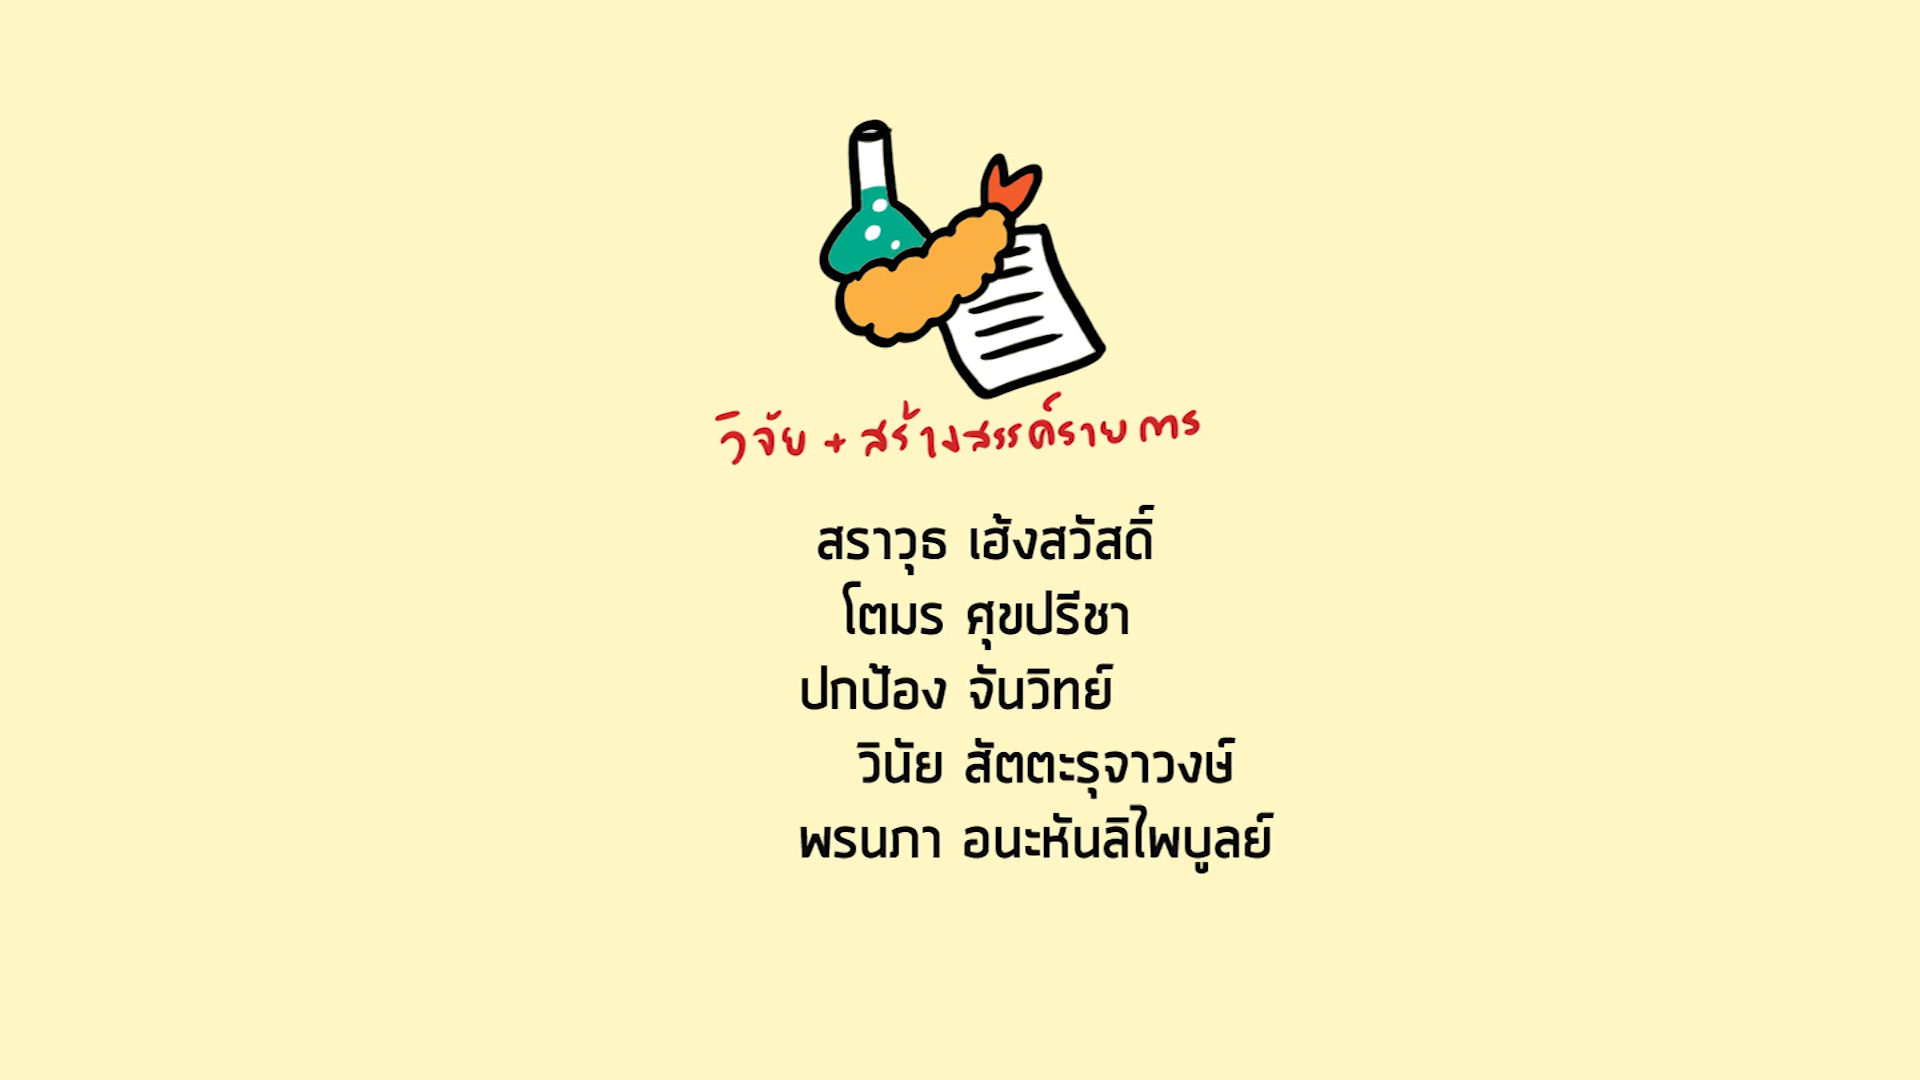 วิจัย + สร้างสรรค์รายการ
สราวุธ เฮ้งสวัสดิ์
โตมร ศุขปรีชา
ปกป้อง จันวิทย์
วินัย สัตตะรุจาวงษ์
พรนภา อนะหันลิไพบูลย์